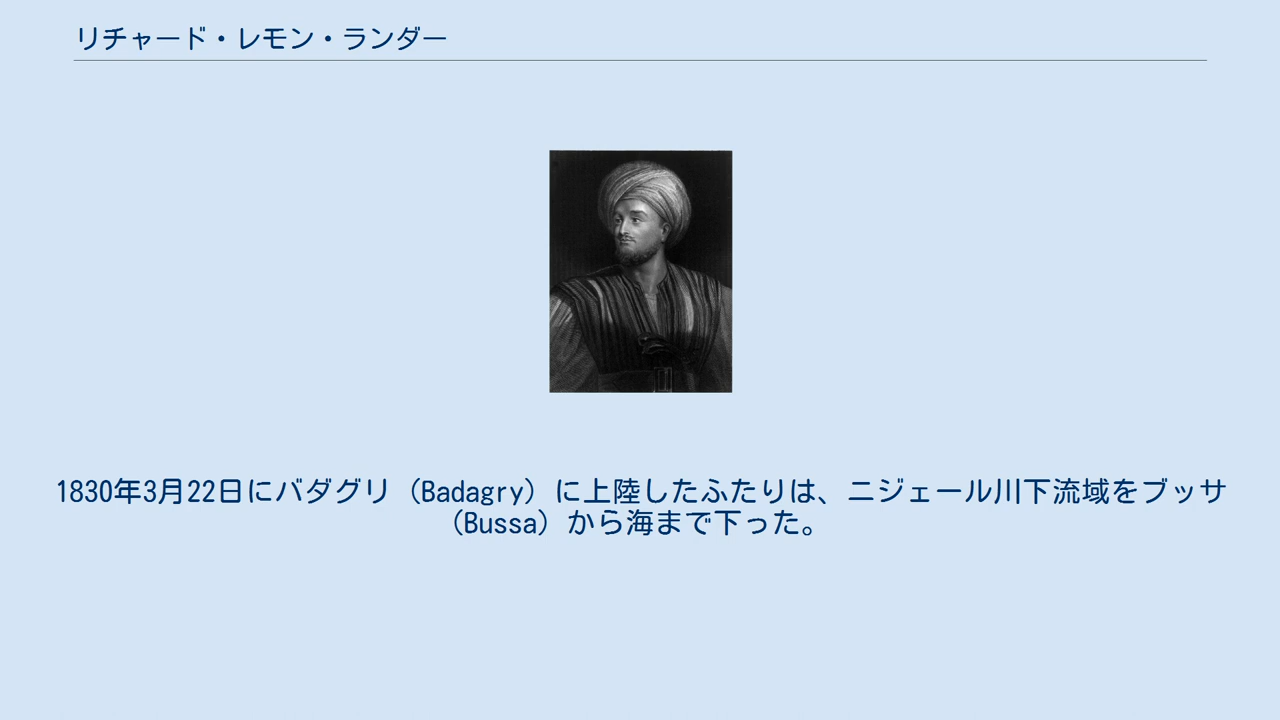 リチャード・レモン・ランダー
1830年3月22日にバダグリ（Badagry）に上陸したふたりは、ニジェール川下流域をブッサ
（Bussa）から海まで下った。